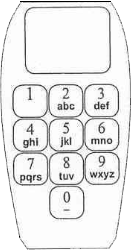 1 2 3
abc def
4 5 6
ghi jkl mno
7 8 9
pqrs tuv wxyz
0
_